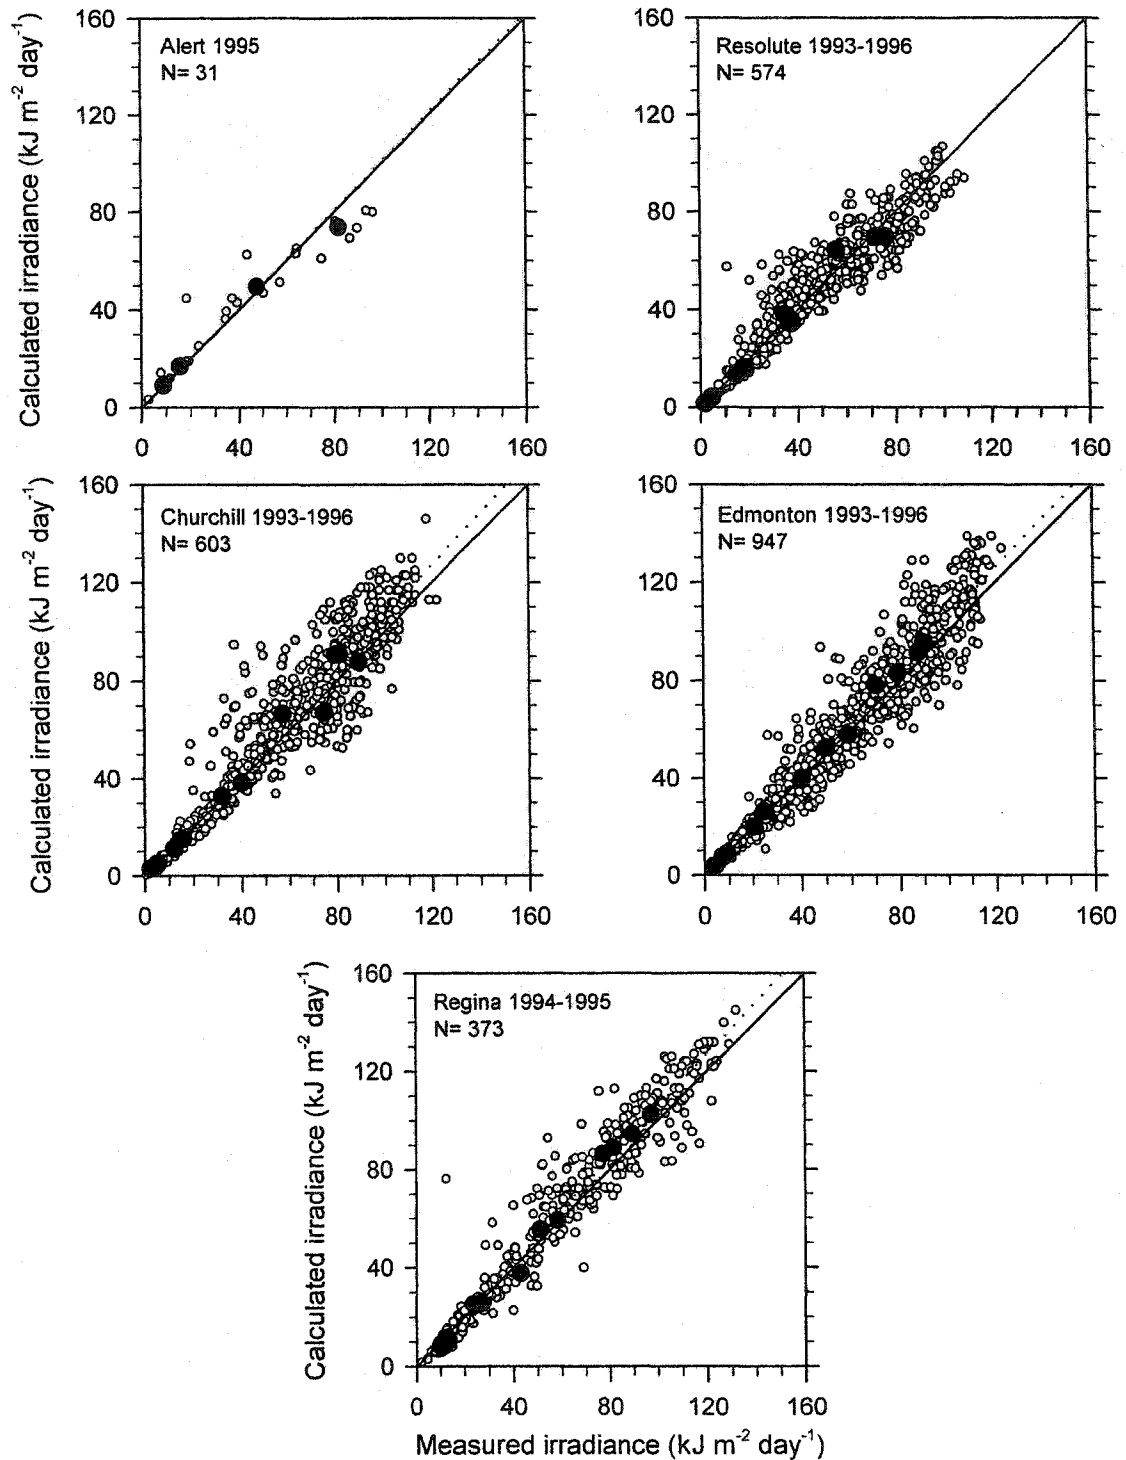 Alert 1995
N= 31
Calculated irradiance (kJ m-2 day-1)
160
120
80
40
0
0 40 80 120 160
Resolute 1993-1996
N= 574
160
120
80
40
0
0 40 80 120 160
Churchill 1993-1996
N= 603
Calculated irradiance (kJ m-2 day-1)
160
120
80
40
0
0 40 80 120 160
Edmonton 1993-1996
N= 947
160
120
80
40
0
0 40 80 120 160
Regina 1994-1995
N= 373
Calculated irradiance (kJ m-2 day-1)
160
120
80
40
0
0 40 80 120 160
Measured irradiance (kJ m-2 day-1)